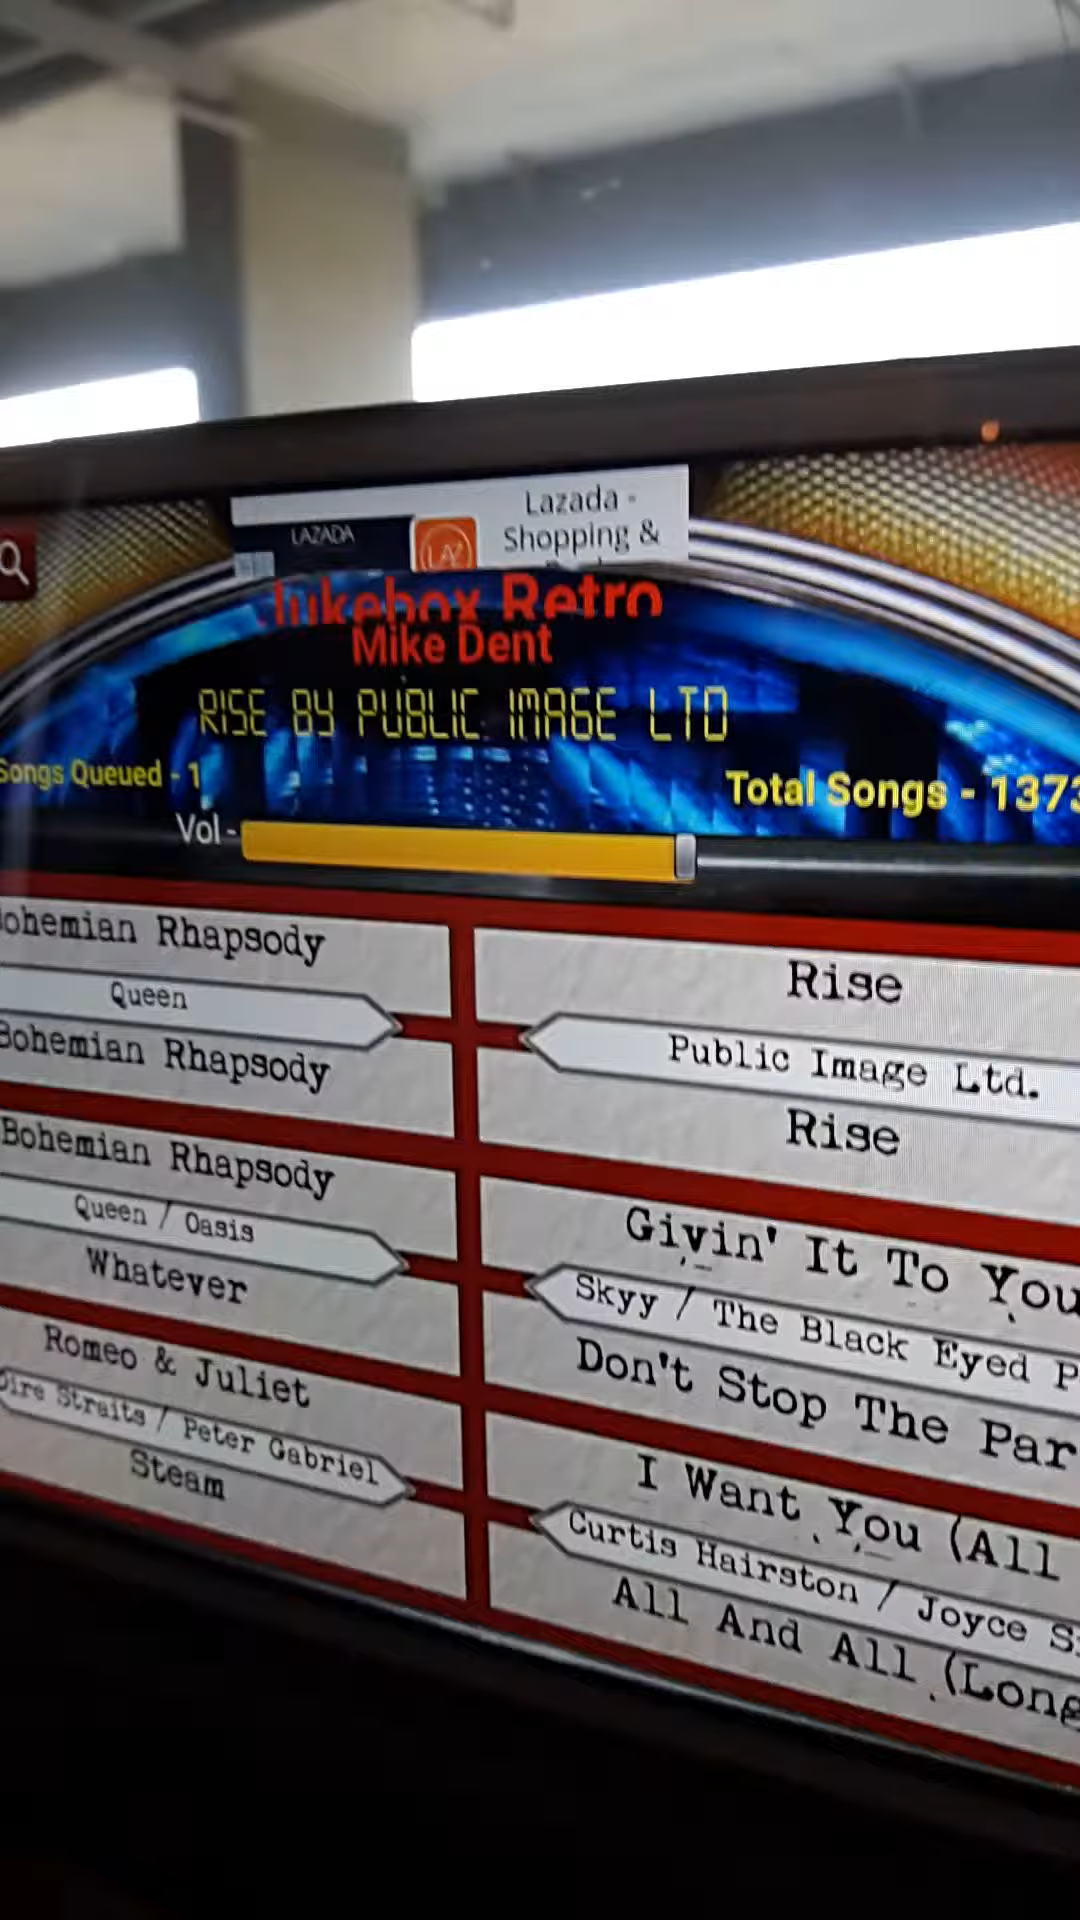 LAZADA
LAZ
Lazada -
Shopping &
Jukebox Retro
Mike Dent
RISE BY PUBLIC IMAGE LTD
Songs Queued - 1
Total Songs - 1373
Vol -
Bohemian Rhapsody
Queen
Bohemian Rhapsody
Rise
Public Image Ltd.
Rise
Bohemian Rhapsody
Queen / Oasis
Whatever
Givin' It To You
Skyy / The Black Eyed P
Don't Stop The Par
Romeo & Juliet
Dire Straits / Peter Gabriel
Steam
I Want You (All
Curtis Hairston / Joyce S
All And All (Long